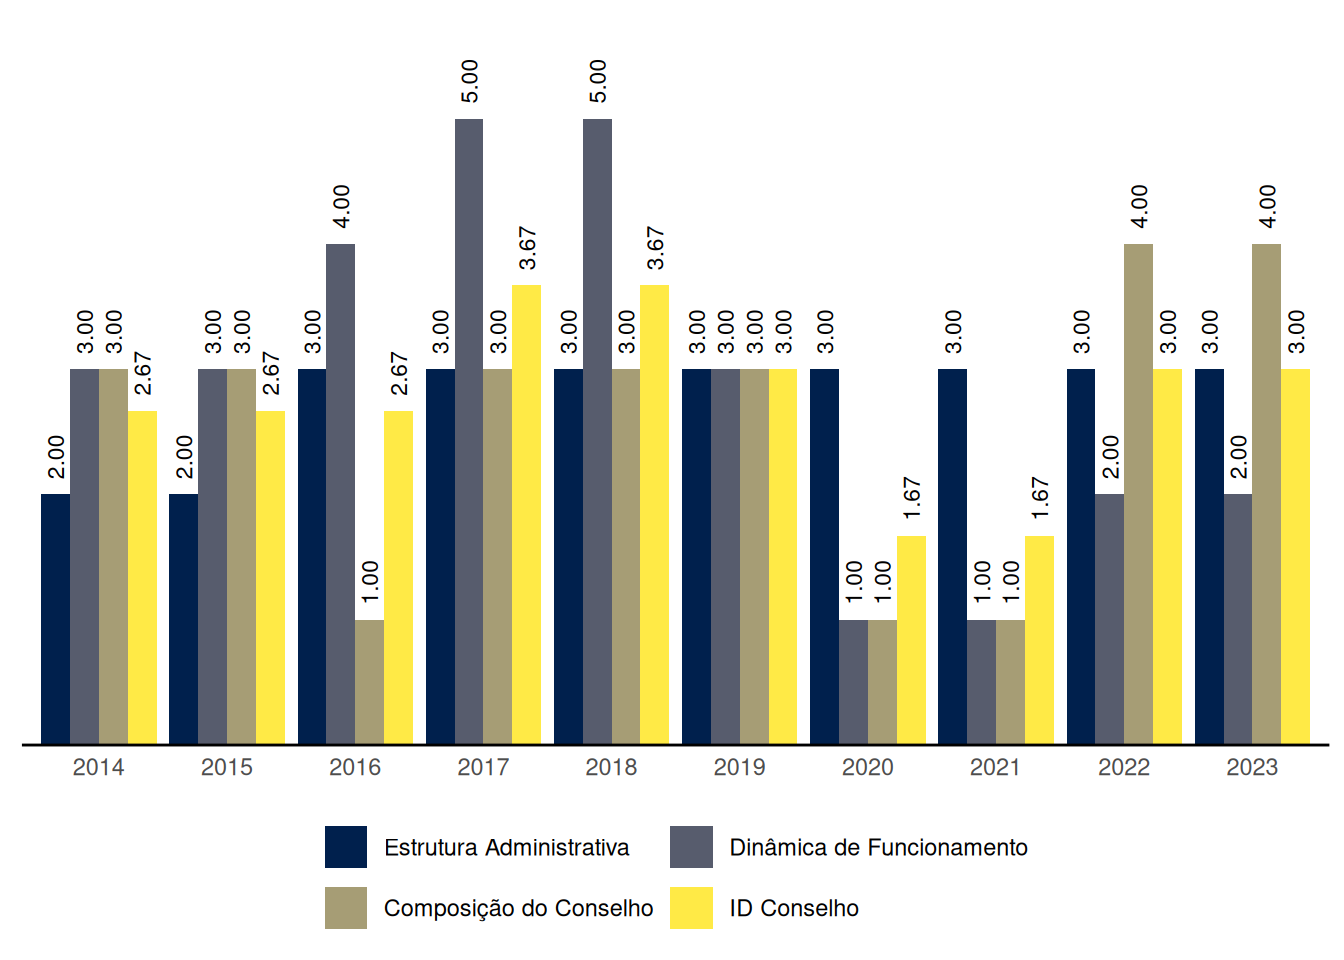 5.00 5.00
4.00 4.00 4.00
3.67 3.67
3.00 3.00 3.00 3.00 3.00 3.00 3.00 3.00 3.00 3.00 3.00 3.00 3.00 3.00 3.00 3.00 3.00 3.00 3.00
2.67 2.67 2.67
2.00 2.00 2.00 2.00
1.67 1.67
1.00 1.00 1.00 1.00 1.00
2014 2015 2016 2017 2018 2019 2020 2021 2022 2023
Estrutura Administrativa Dinâmica de Funcionamento
Composição do Conselho ID Conselho